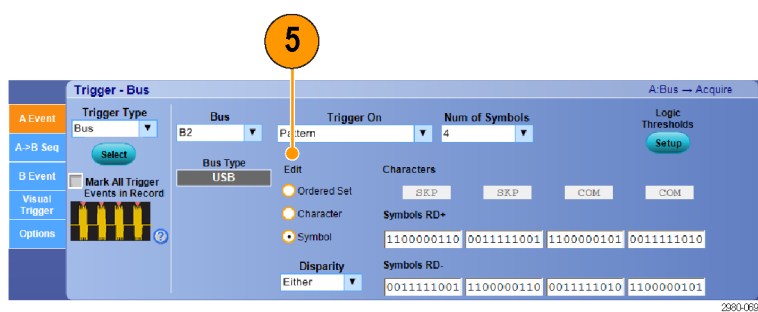 5
Trigger - Bus
A:Bus → Acquire
A Event
A->B Seq
B Event
Visual
Trigger
Options
Trigger Type
Bus
Select
Mark All Trigger
Events in Record
?
Bus
B2
Bus Type
USB
Trigger On
Pattern
Num of Symbols
4
Logic
Thresholds
Setup
Edit
Ordered Set
Character
Symbol
Disparity
Either
Characters
SKP SKP COM COM
Symbols RD+
1100000110 0011111001 1100000101 0011111010
Symbols RD-
0011111001 1100000110 0011111010 1100000101
2980-069